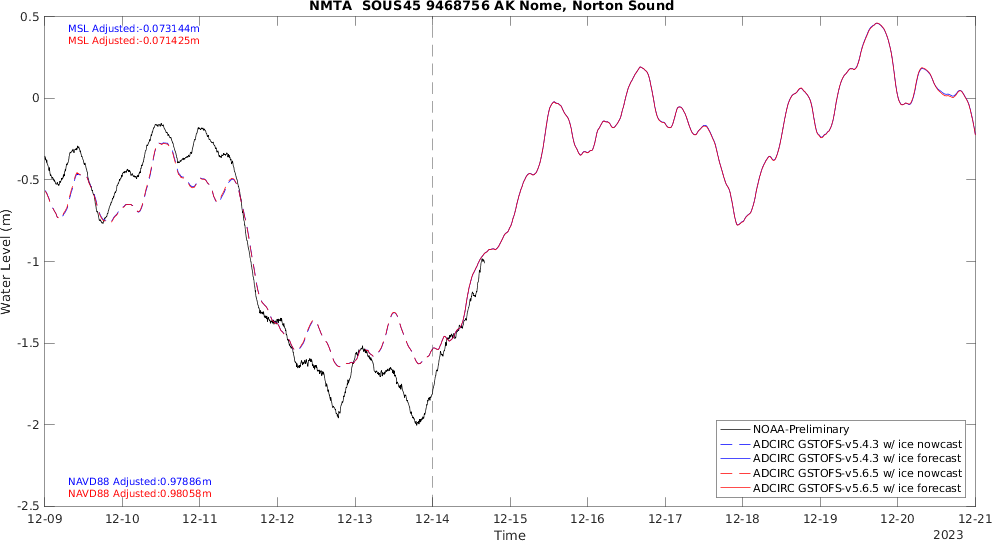 NMTA SOUS45 9468756 AK Nome, Norton Sound
MSL Adjusted:-0.073144m
MSL Adjusted:-0.071425m
0.5
0
-0.5
-1
-1.5
-2
-2.5
Water Level (m)
NAVD88 Adjusted:0.97886m
NAVD88 Adjusted:0.98058m
NOAA-Preliminary
ADCIRC GSTOFS-v5.4.3 w/ ice nowcast
ADCIRC GSTOFS-v5.4.3 w/ ice forecast
ADCIRC GSTOFS-v5.6.5 w/ ice nowcast
ADCIRC GSTOFS-v5.6.5 w/ ice forecast
12-09 12-10 12-11 12-12 12-13 12-14 12-15 12-16 12-17 12-18 12-19 12-20 12-21
Time
2023